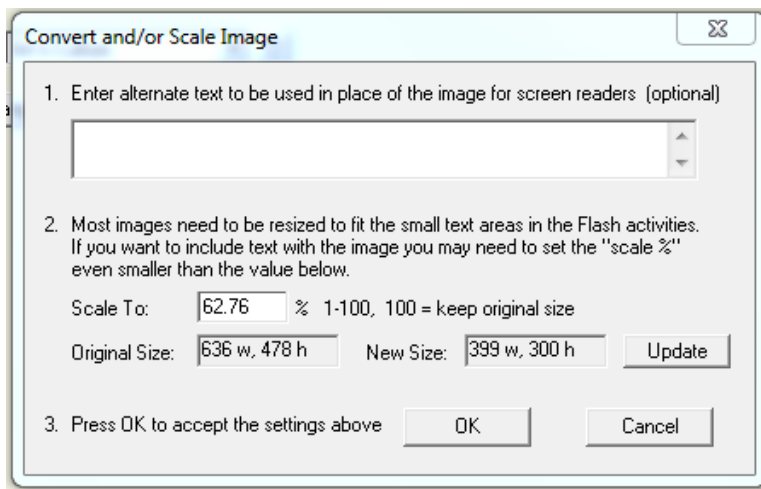 Convert and/or Scale Image
1. Enter alternate text to be used in place of the image for screen readers (optional)
2. Most images need to be resized to fit the small text areas in the Flash activities.
If you want to include text with the image you may need to set the "scale %"
even smaller than the value below.
Scale To: 62.76 % 1-100, 100 = keep original size
Original Size: 636 w, 478 h New Size: 399 w, 300 h Update
3. Press OK to accept the settings above OK Cancel